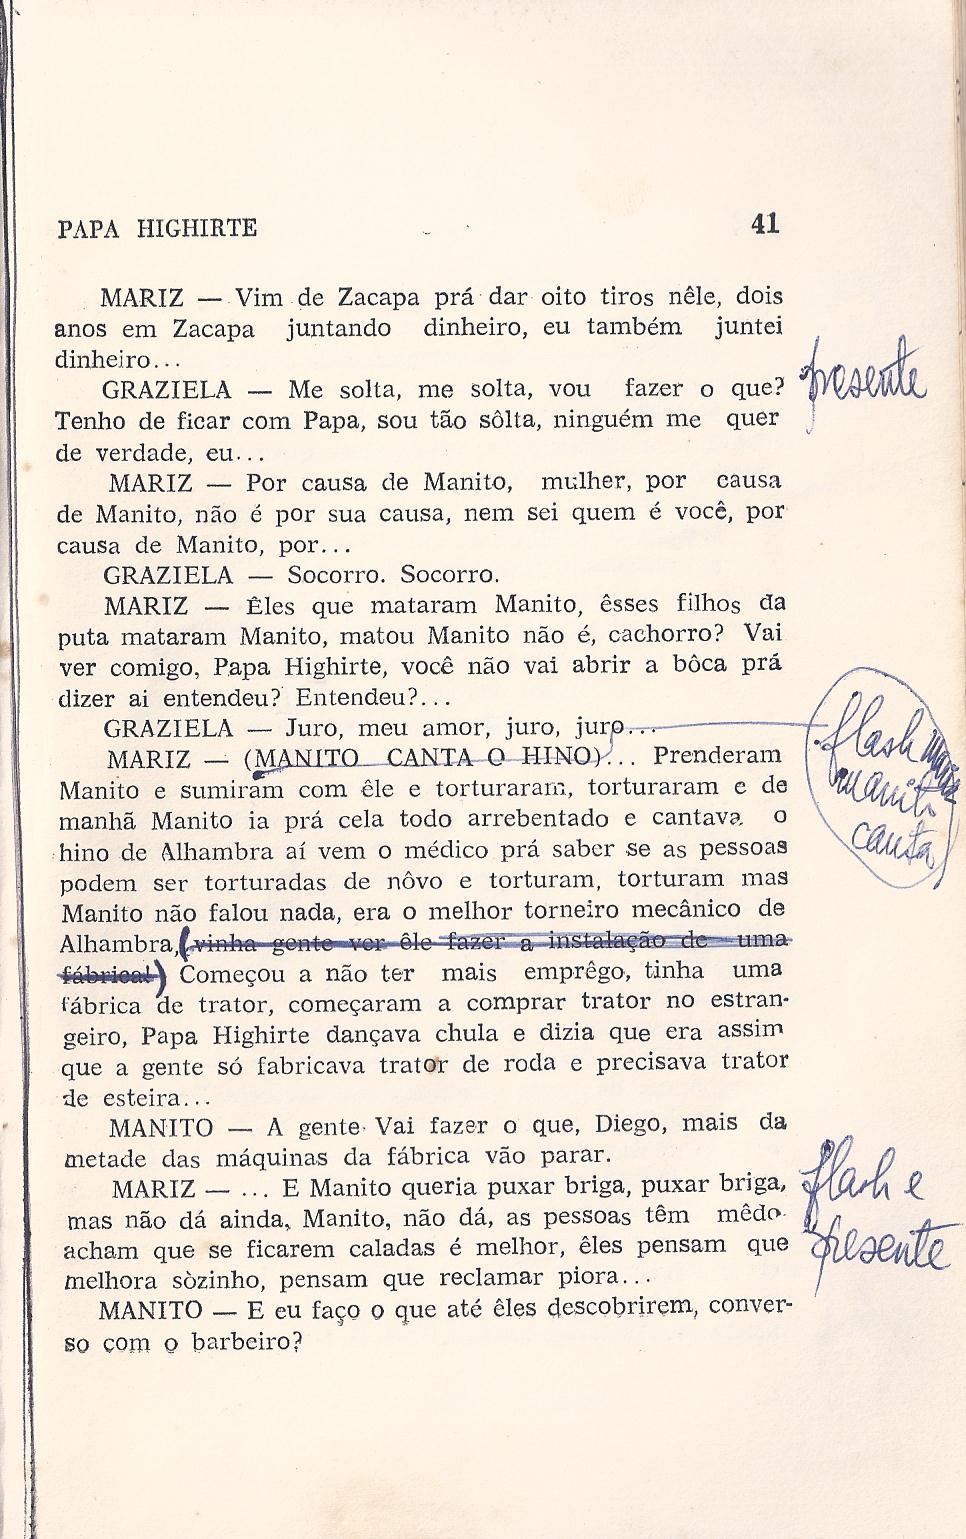 PAPA HIGHIRTE 41
MARIZ — Vim de Zacapa prá dar oito tiros nêle, dois
anos em Zacapa juntando dinheiro, eu também juntei
dinheiro...
presente
GRAZIELA — Me solta, me solta, vou fazer o que?
Tenho de ficar com Papa, sou tão sôlta, ninguém me quer
de verdade, eu...
MARIZ — Por causa de Manito, mulher, por causa
de Manito, não é por sua causa, nem sei quem é você, por
causa de Manito, por...
GRAZIELA — Socorro. Socorro.
MARIZ — Êles que mataram Manito, êsses filhos da
puta mataram Manito, matou Manito não é, cachorro? Vai
ver comigo, Papa Highirte, você não vai abrir a bôca prá
dizer ai entendeu? Entendeu?...
GRAZIELA — Juro, meu amor, juro, juro...
flash
manito
canta
MARIZ — (MANITO CANTA O HINO)... Prenderam
Manito e sumiram com êle e torturaram, torturaram e de
manhã Manito ia prá cela todo arrebentado e cantava o
hino de Alhambra aí vem o médico prá saber se as pessoas
podem ser torturadas de nôvo e torturam, torturam mas
Manito não falou nada, era o melhor torneiro mecânico de
Alhambra, (vinha gente ver êle fazer a instalação de uma
fábrica!) Começou a não ter mais emprêgo, tinha uma
fábrica de trator, começaram a comprar trator no estran-
geiro, Papa Highirte dançava chula e dizia que era assim
que a gente só fabricava trator de roda e precisava trator
de esteira...
MANITO — A gente Vai fazer o que, Diego, mais da
metade das máquinas da fábrica vão parar.
flash e
presente
MARIZ — ... E Manito queria puxar briga, puxar briga,
mas não dá ainda, Manito, não dá, as pessoas têm mêdo
acham que se ficarem caladas é melhor, êles pensam que
melhora sòzinho, pensam que reclamar piora...
MANITO — E eu faço o que até êles descobrirem, conver-
so com o barbeiro?